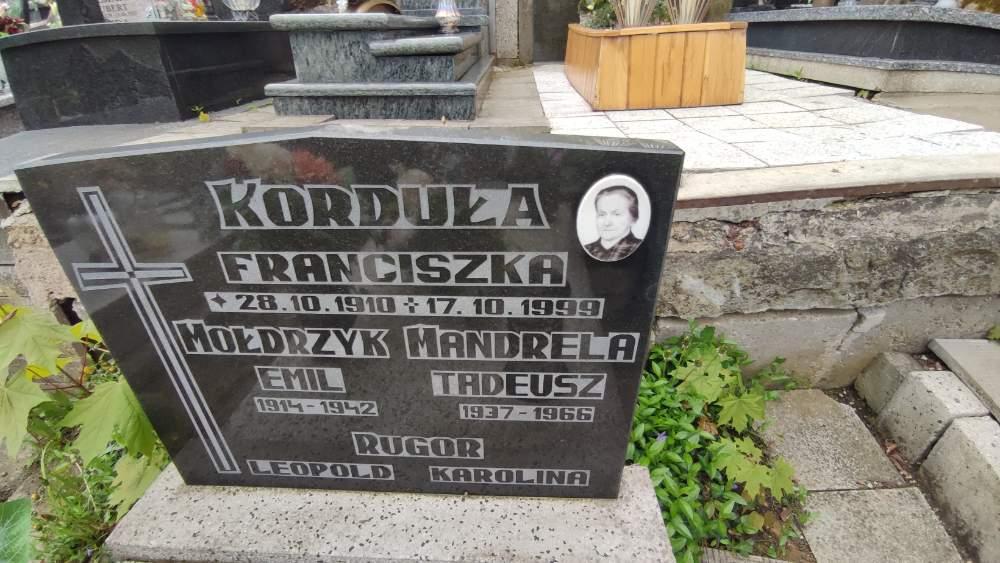 BERT
KORDUŁA
FRANCISZKA
✦ 28.10.1910 ✝ 17.10.1999
MOŁDRZYK MANDRELA
EMIL TADEUSZ
1914-1942 1937-1966
RUGOR
LEOPOLD KAROLINA